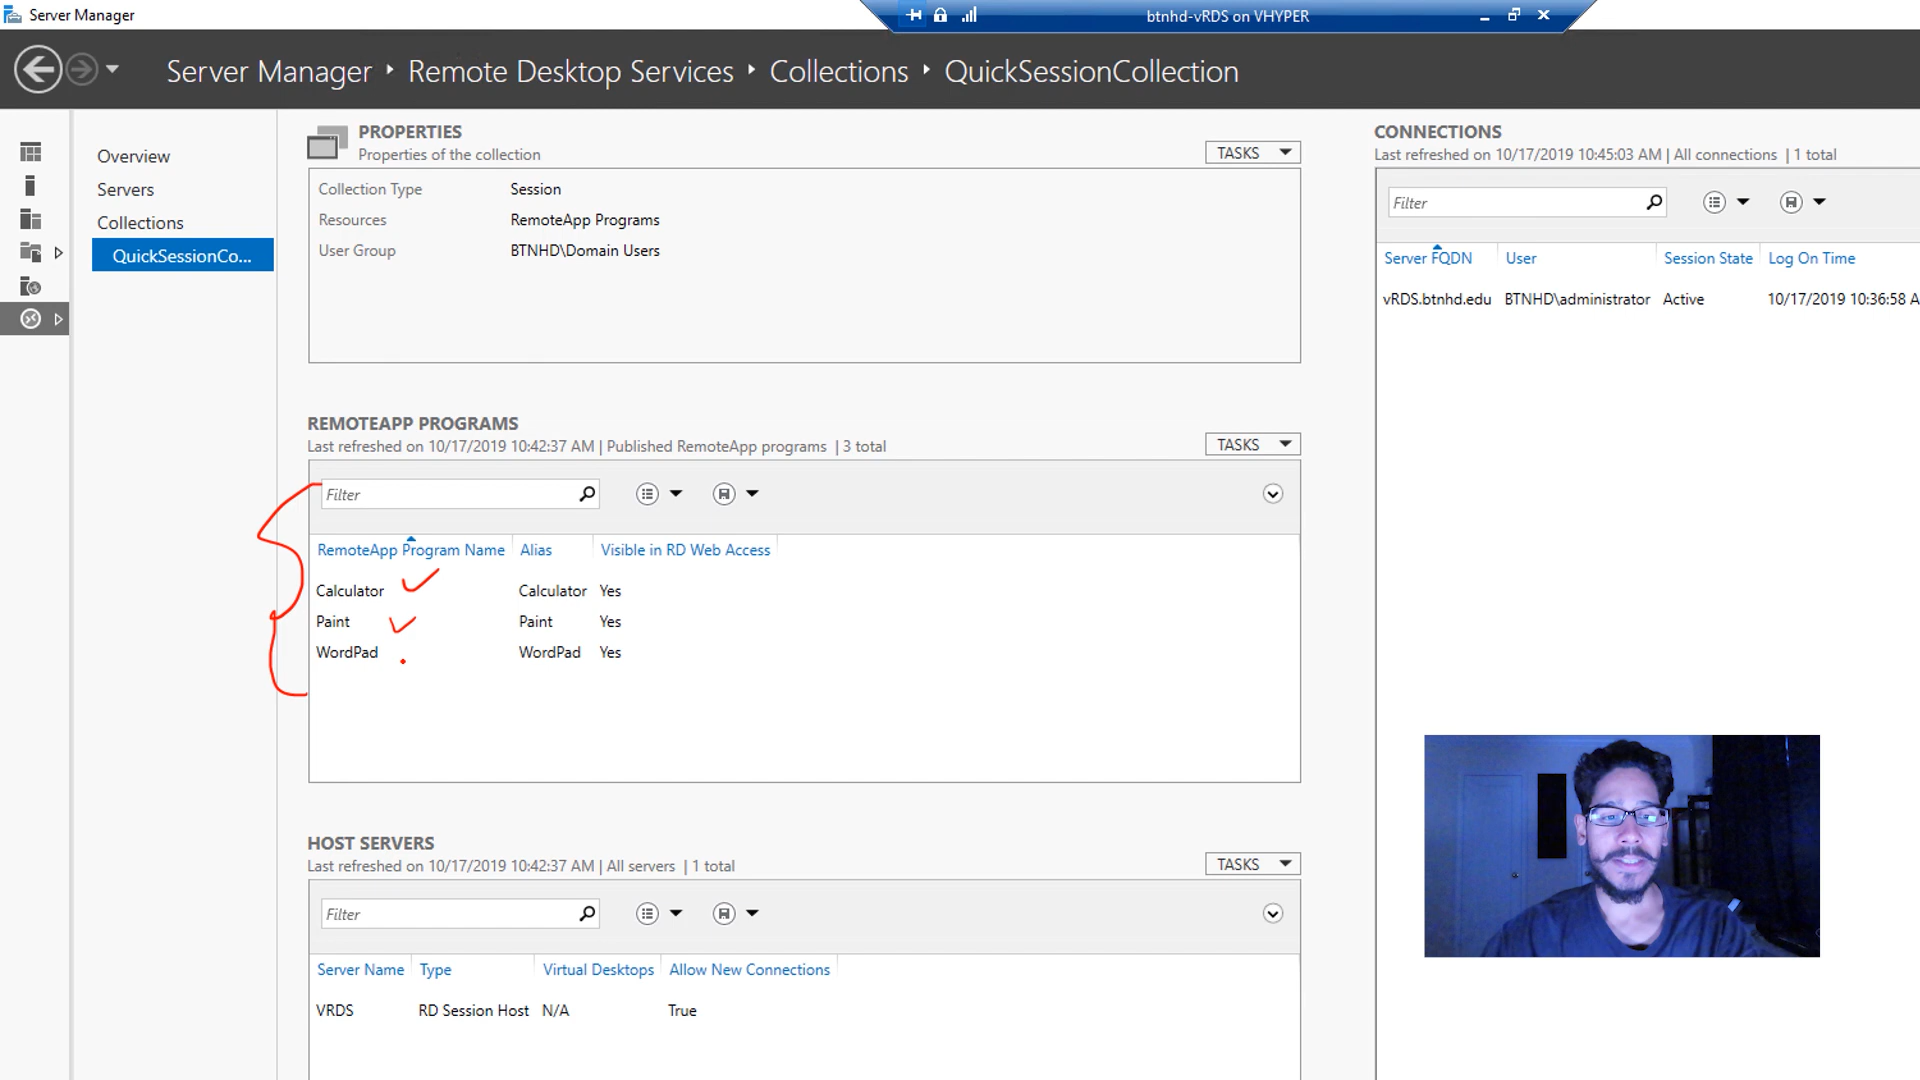 Server Manager
btnhd-vRDS on VHYPER
Server Manager Remote Desktop Services Collections QuickSessionCollection
Overview
Servers
Collections
QuickSessionCo...
PROPERTIES
Properties of the collection
TASKS
Collection Type Session
Resources RemoteApp Programs
User Group BTNHD\Domain Users
REMOTEAPP PROGRAMS
Last refreshed on 10/17/2019 10:42:37 AM | Published RemoteApp programs | 3 total
TASKS
Filter
RemoteApp Program Name Alias Visible in RD Web Access
Calculator Calculator Yes
Paint Paint Yes
WordPad WordPad Yes
HOST SERVERS
Last refreshed on 10/17/2019 10:42:37 AM | All servers | 1 total
TASKS
Filter
Server Name Type Virtual Desktops Allow New Connections
VRDS RD Session Host N/A True
CONNECTIONS
Last refreshed on 10/17/2019 10:45:03 AM | All connections | 1 total
Filter
Server FQDN User Session State Log On Time
vRDS.btnhd.edu BTNHD\administrator Active 10/17/2019 10:36:58 A